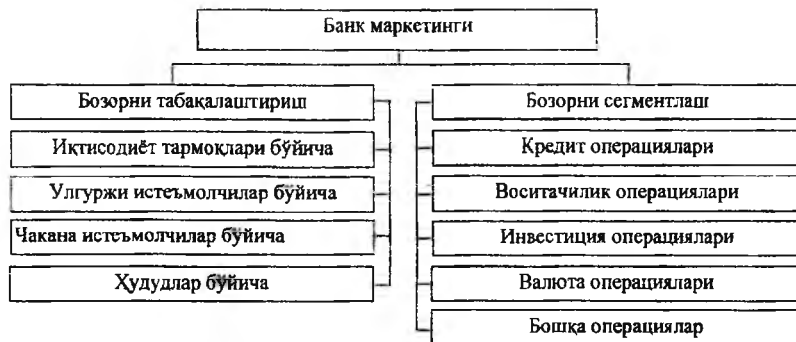 Банк маркетинги
Бозорни табақалаштириш
Иқтисодиёт тармоқлари бўйича
Улгуржи истеъмолчилар бўйича
Чакана истеъмолчилар бўйича
Ҳудудлар бўйича
Бозорни сегментлаш
Кредит операциялари
Воситачилик операциялари
Инвестиция операциялари
Валюта операциялари
Бошқа операциялар